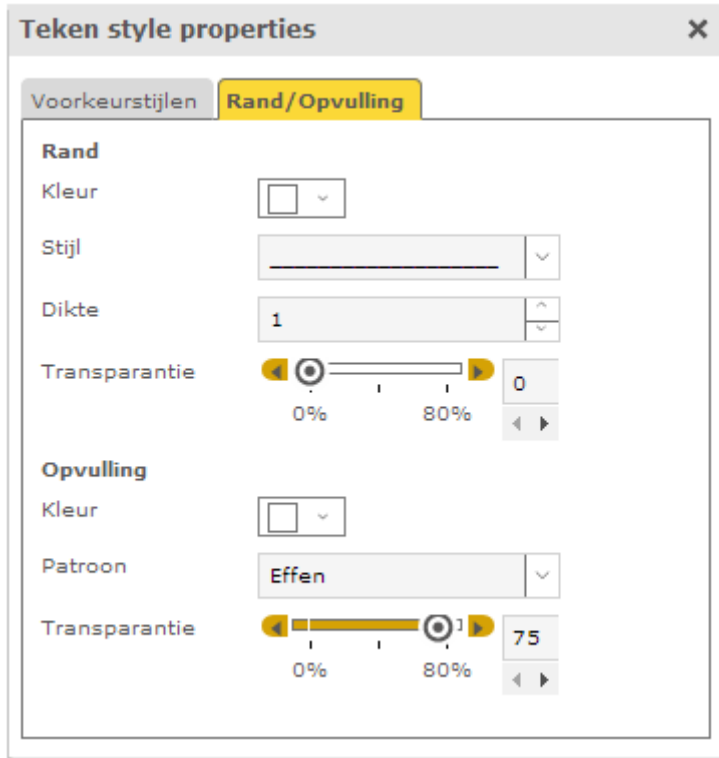 Teken style properties
Voorkeurstijlen Rand/Opvulling
Rand
Kleur
Stijl
Dikte 1
Transparantie 0
0% 80%
Opvulling
Kleur
Patroon Effen
Transparantie 75
0% 80%